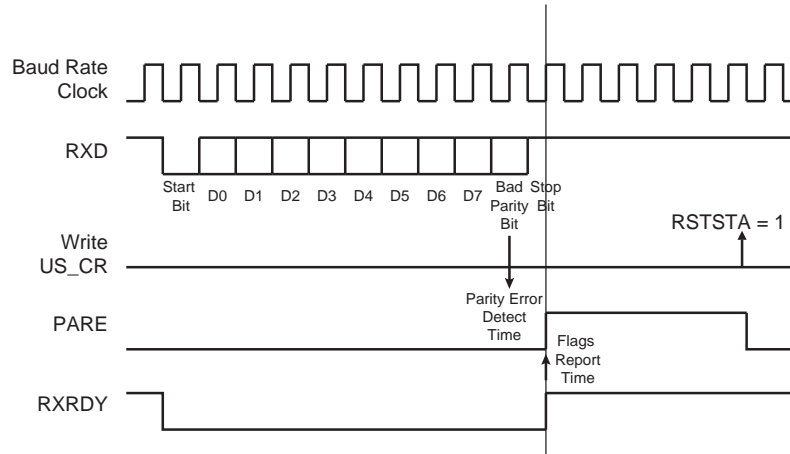 Baud Rate
Clock
RXD
Start
Bit
D0 D1 D2 D3 D4 D5 D6 D7
Bad
Parity
Bit
Stop
Bit
Write
US_CR
RSTSTA = 1
Parity Error
Detect
Time
PARE
Flags
Report
Time
RXRDY